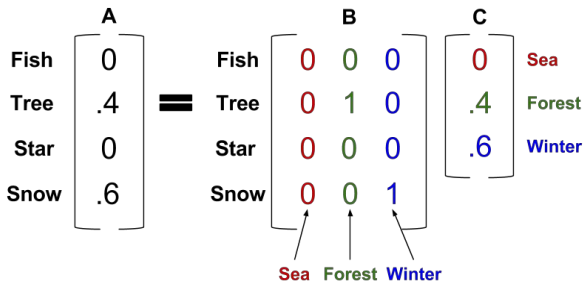 A B C
Fish 0 Fish 0 0 0 0 Sea
Tree .4 = Tree 0 1 0 .4 Forest
Star 0 Star 0 0 0 .6 Winter
Snow .6 Snow 0 0 1
Sea Forest Winter